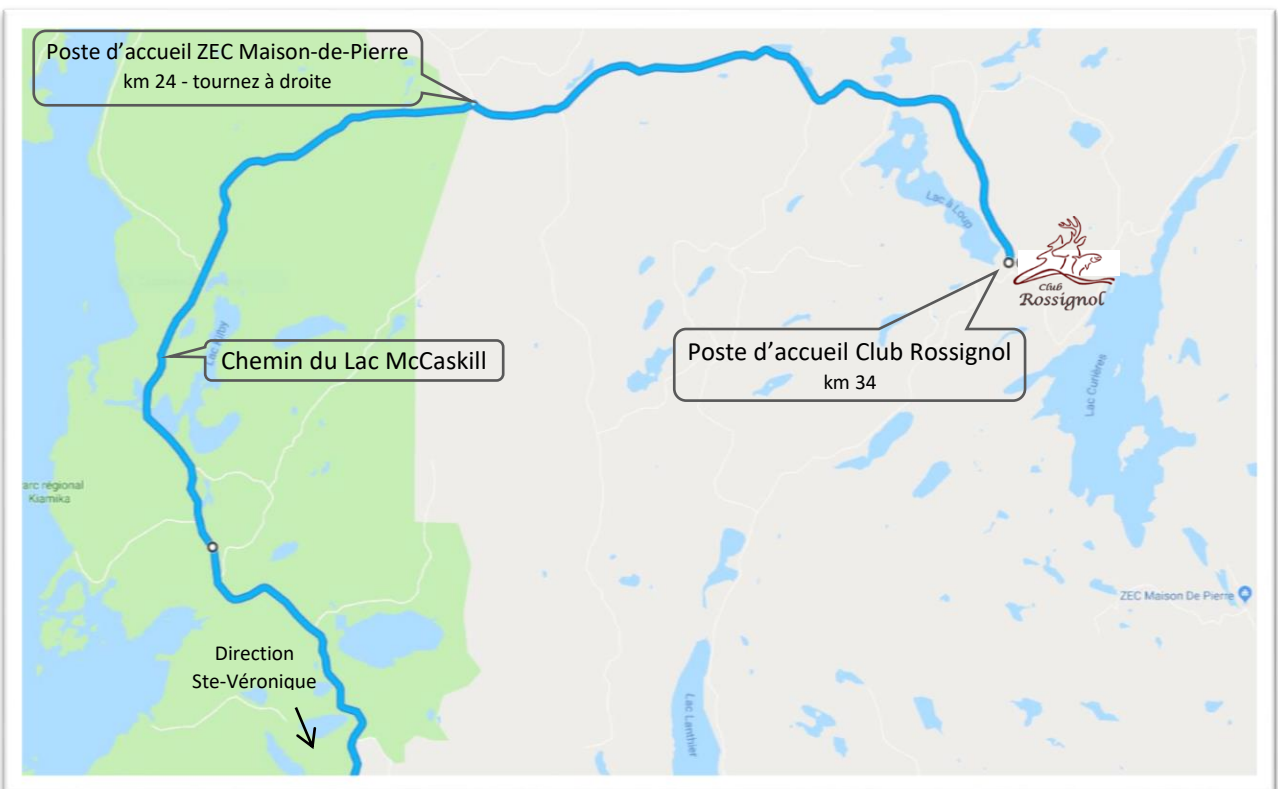 Poste d'accueil ZEC Maison-de-Pierre
km 24 - tournez à droite
Lac à Loup
Club
Rossignol
Chemin du Lac McCaskill
Lac Kilby
Poste d'accueil Club Rossignol
km 34
Lac Curières
arc régional
Kiamika
ZEC Maison De Pierre
Direction
Ste-Véronique
Lac Lanthier